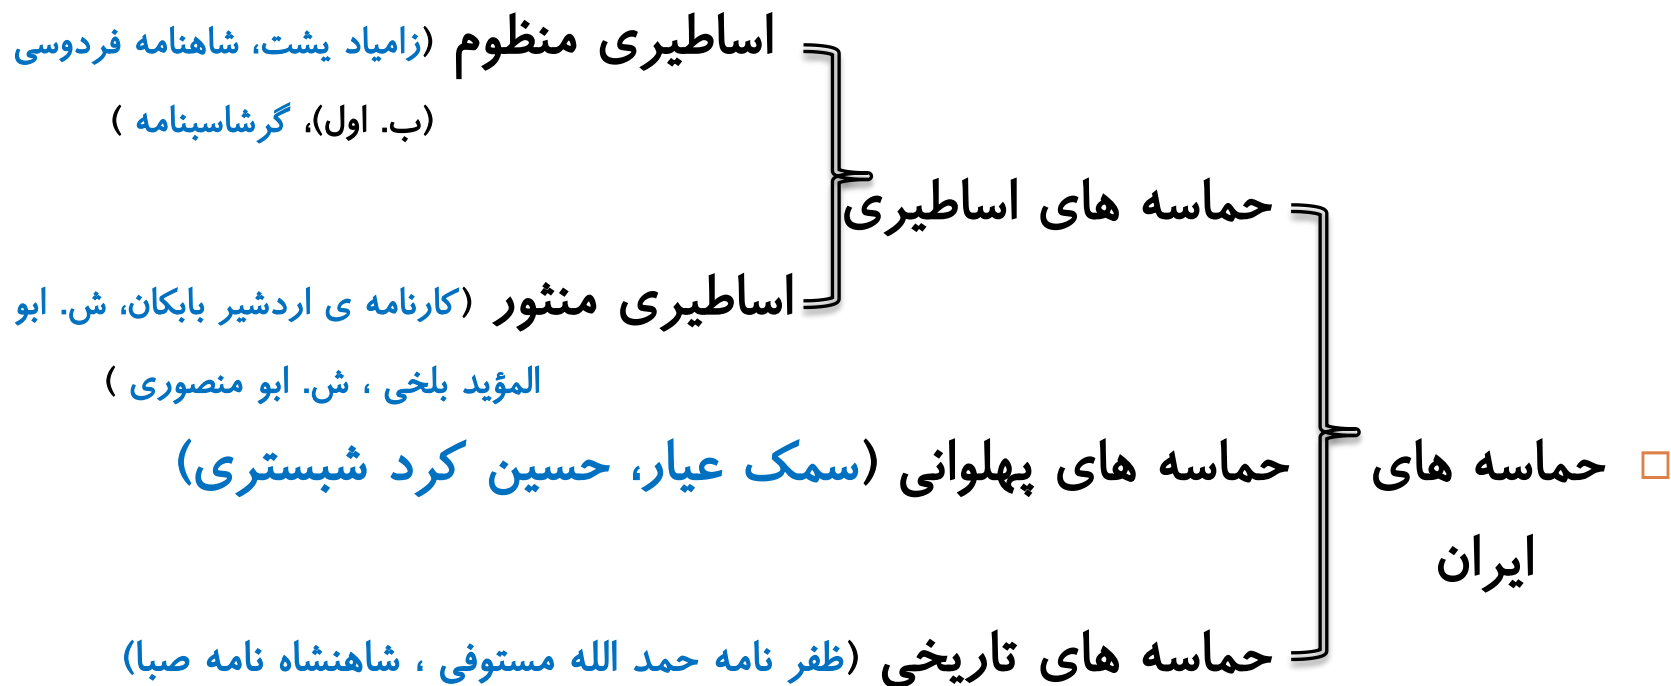 اساطیری منظوم (زامیاد یشت، شاهنامه فردوسی
(ب. اول)، گرشاسبنامه )
حماسه های اساطیری
اساطیری منثور (کارنامه ی اردشیر بابکان، ش. ابو
المؤید بلخی ، ش. ابو منصوری )
حماسه های
حماسه های پهلوانی (سمک عیار، حسین کرد شبستری)
ایران
حماسه های تاریخی (ظفر نامه حمد الله مستوفی ، شاهنشاه نامه صبا)